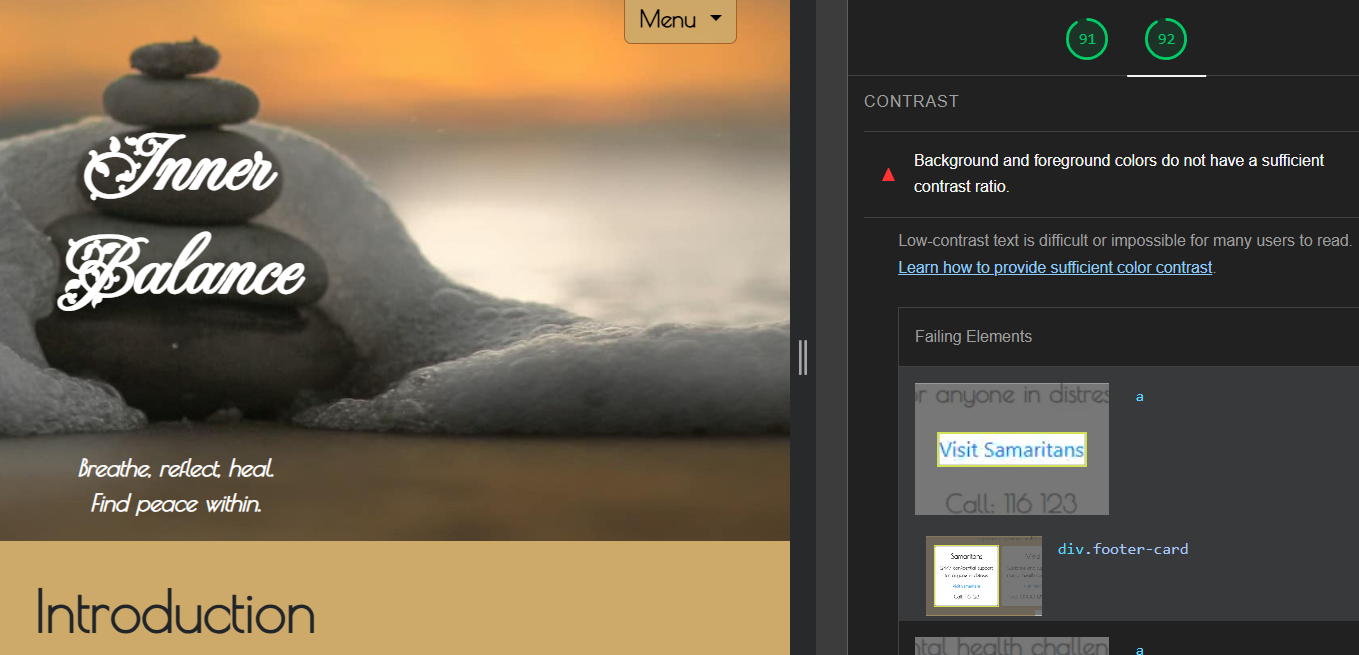 Menu
Inner
Balance
Breathe, reflect, heal.
Find peace within.
Introduction
91
92
CONTRAST
Background and foreground colors do not have a sufficient
contrast ratio.
Low-contrast text is difficult or impossible for many users to read.
Learn how to provide sufficient color contrast.
Failing Elements
or anyone in distres
Visit Samaritans
Call: 116 123
a
Samaritans
div.footer-card
ntal health challen
a